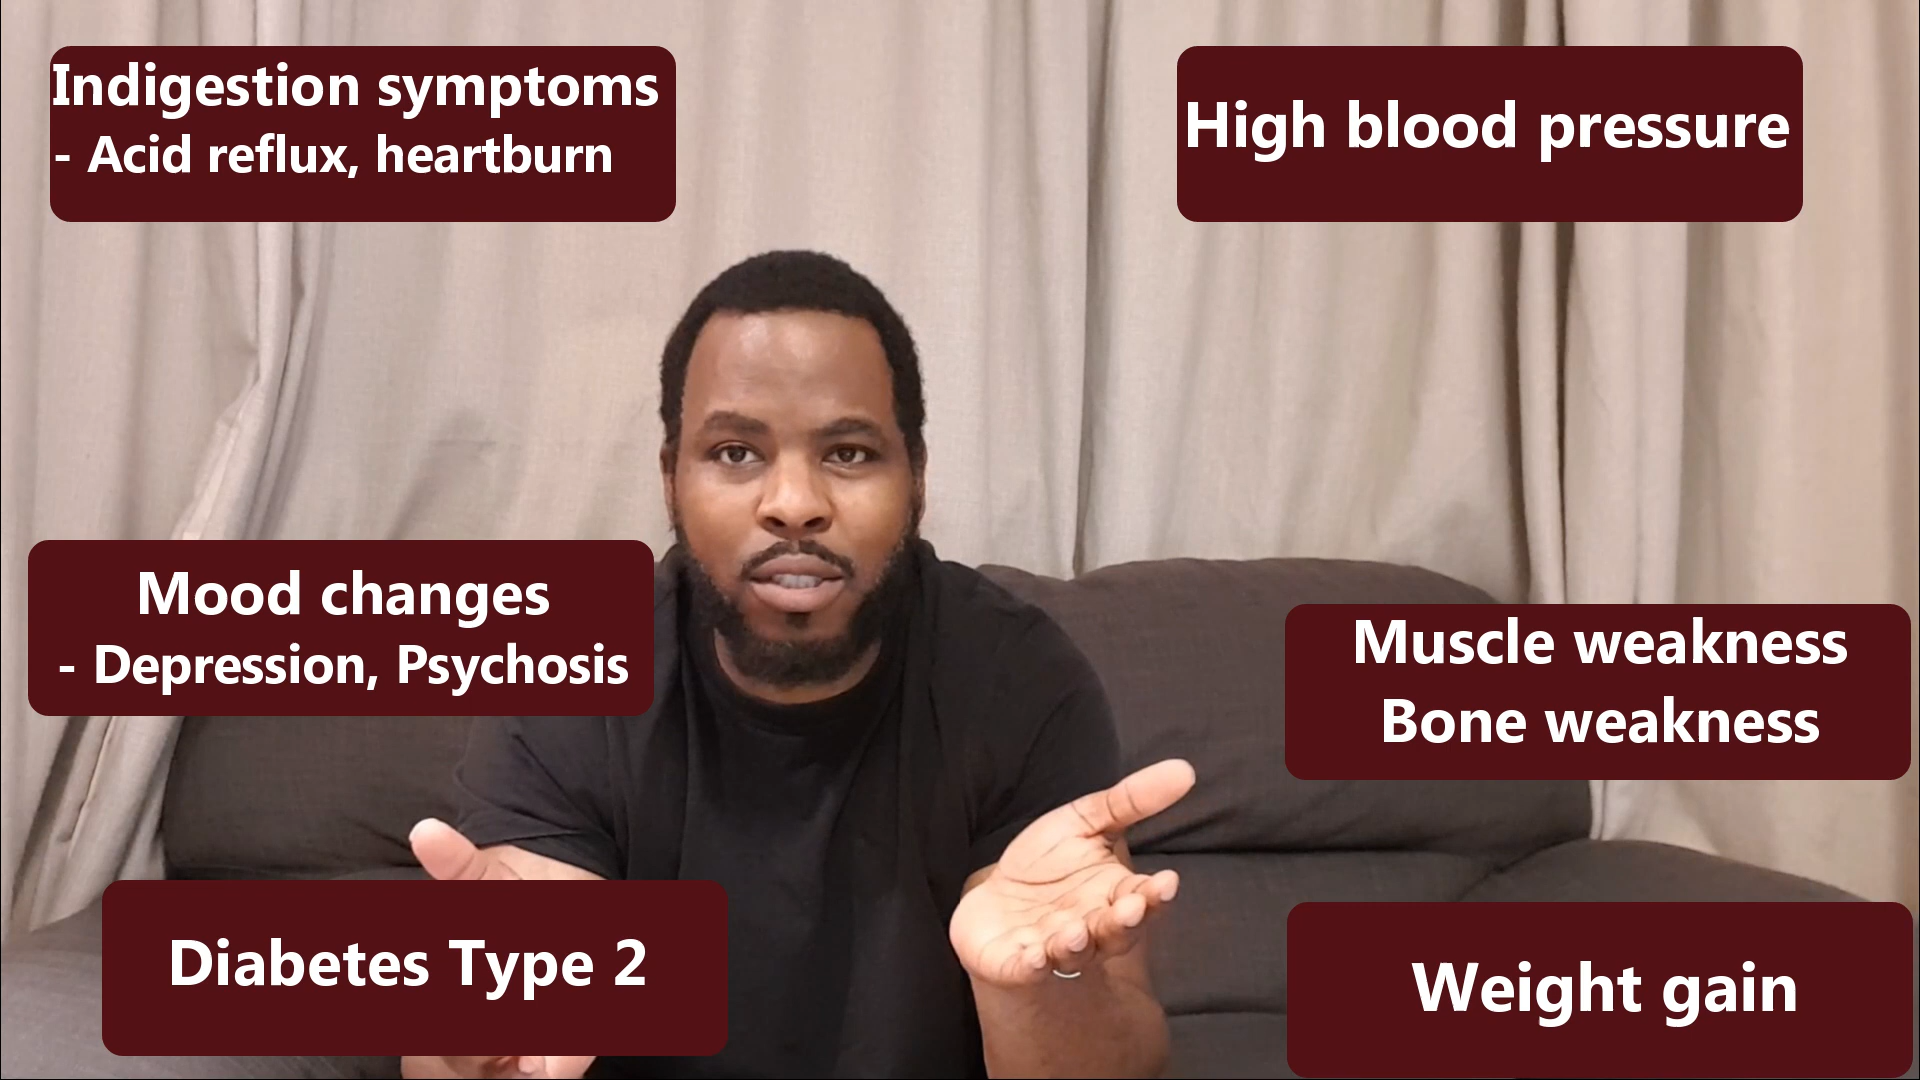 Indigestion symptoms
- Acid reflux, heartburn
High blood pressure
Mood changes
- Depression, Psychosis
Muscle weakness
Bone weakness
Diabetes Type 2
Weight gain